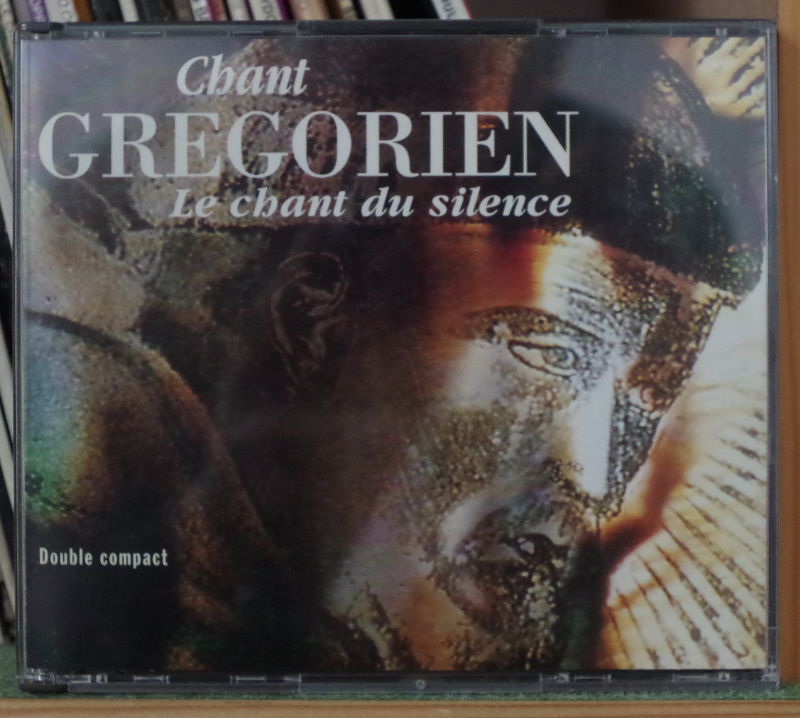 Chant
GREGORIEN
Le chant du silence
Double compact